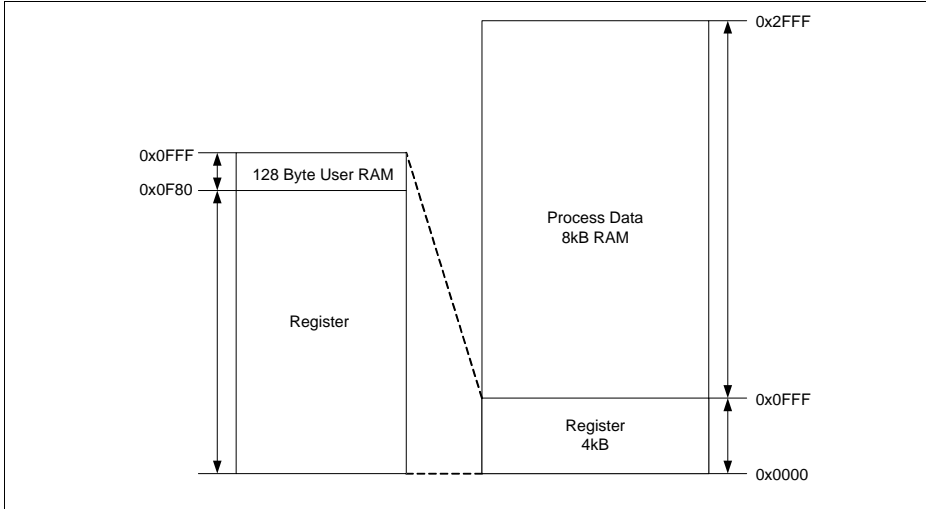 0x2FFF
0x0FFF
128 Byte User RAM
0x0F80
Process Data
8kB RAM
Register
0x0FFF
Register
4kB
0x0000